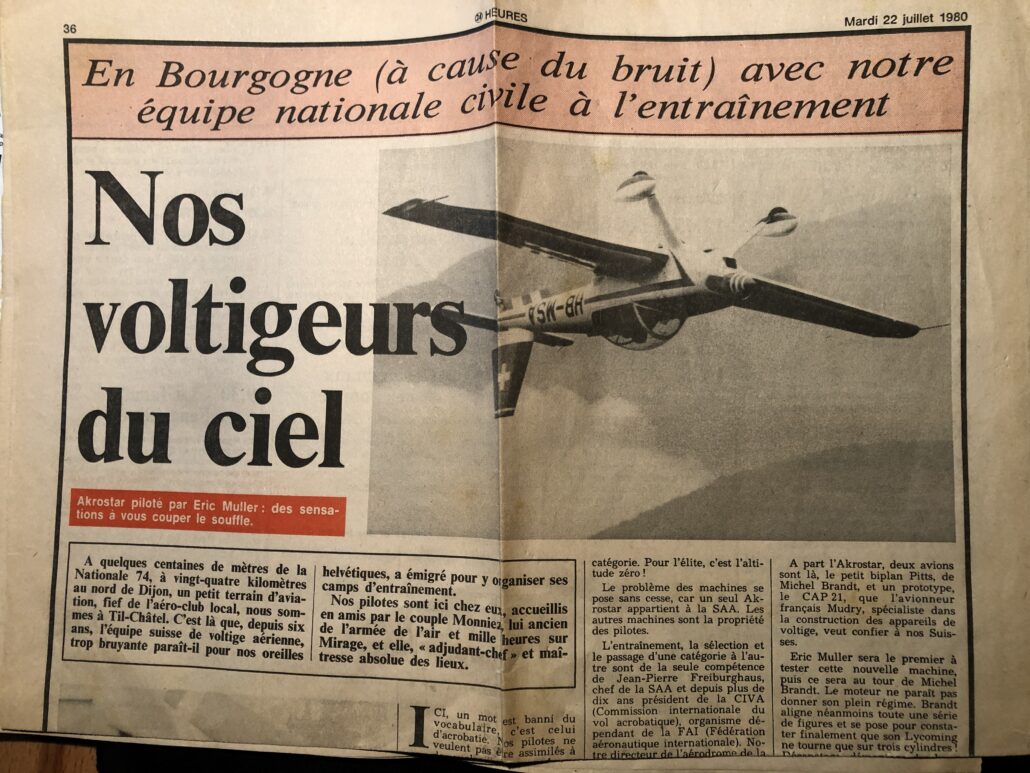 36
24 HEURES
Mardi 22 juillet 1980
En Bourgogne (à cause du bruit) avec notre
équipe nationale civile à l'entraînement
Nos
voltigeurs
du ciel
HB-MSA
Akrostar piloté par Eric Muller : des sensa-
tions à vous couper le souffle.
A quelques centaines de mètres de la
Nationale 74, à vingt-quatre kilomètres
au nord de Dijon, un petit terrain d'avia-
tion, fief de l'aéro-club local, nous som-
mes à Til-Châtel. C'est là que, depuis six
ans, l'équipe suisse de voltige aérienne,
trop bruyante paraît-il pour nos oreilles
helvétiques, a émigré pour y organiser ses
camps d'entraînement.
Nos pilotes sont ici chez eux, accueillis
en amis par le couple Monniez, lui ancien
de l'armée de l'air et mille heures sur
Mirage, et elle, « adjudant-chef » et maî-
tresse absolue des lieux.
ICI, un mot est banni du
vocabulaire, c'est celui
d'acrobatie. Nos pilotes ne
veulent pas être assimilés à
catégorie. Pour l'élite, c'est l'alti-
tude zéro !
Le problème des machines se
pose sans cesse, car un seul Ak-
rostar appartient à la SAA. Les
autres machines sont la propriété
des pilotes.
L'entraînement, la sélection et
le passage d'une catégorie à l'au-
tre sont de la seule compétence
de Jean-Pierre Freiburghaus,
chef de la SAA et depuis plus de
dix ans président de la CIVA
(Commission internationale du
vol acrobatique), organisme dé-
pendant de la FAI (Fédération
aéronautique internationale). No-
tre directeur de l'aérodrome de la
A part l'Akrostar, deux avions
sont là, le petit biplan Pitts, de
Michel Brandt, et un prototype,
le CAP 21, que l'avionneur
français Mudry, spécialiste dans
la construction des appareils de
voltige, veut confier à nos Suis-
ses.
Eric Muller sera le premier à
tester cette nouvelle machine,
puis ce sera au tour de Michel
Brandt. Le moteur ne paraît pas
donner son plein régime. Brandt
aligne néanmoins toute une série
de figures et se pose pour consta-
ter finalement que son Lycoming
ne tourne que sur trois cylindres !